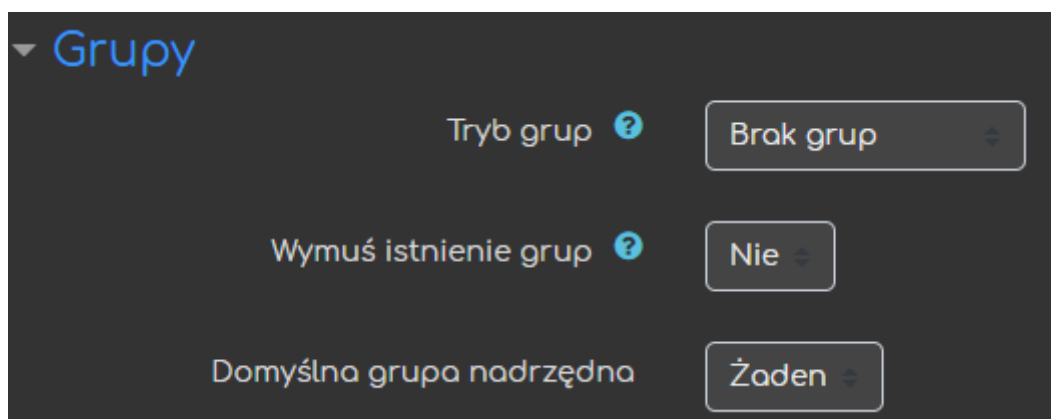 Grupy
Tryb grup ? Brak grup
Wymuś istnienie grup ? Nie
Domyślna grupa nadrzędna Żaden